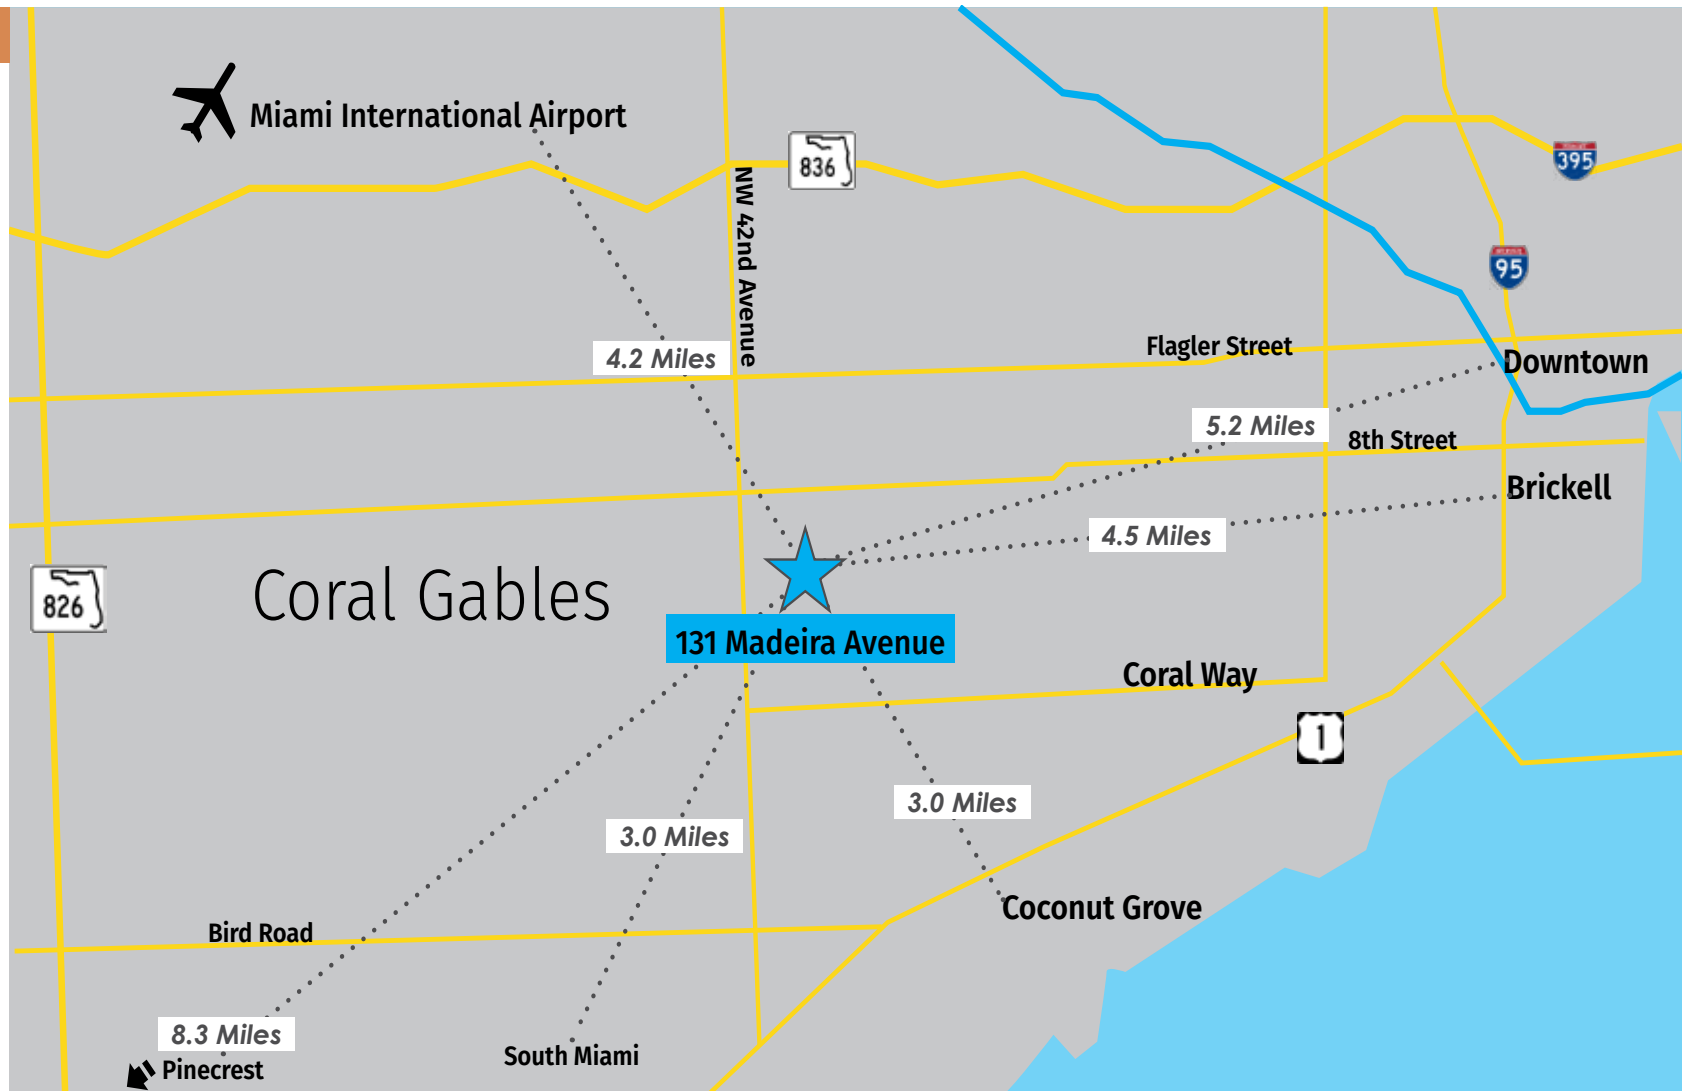 Miami International Airport
836
395
NW 42nd Avenue
95
Flagler Street
4.2 Miles
Downtown
5.2 Miles
8th Street
Brickell
4.5 Miles
826
Coral Gables
131 Madeira Avenue
Coral Way
1
3.0 Miles
3.0 Miles
Coconut Grove
Bird Road
8.3 Miles
South Miami
Pinecrest